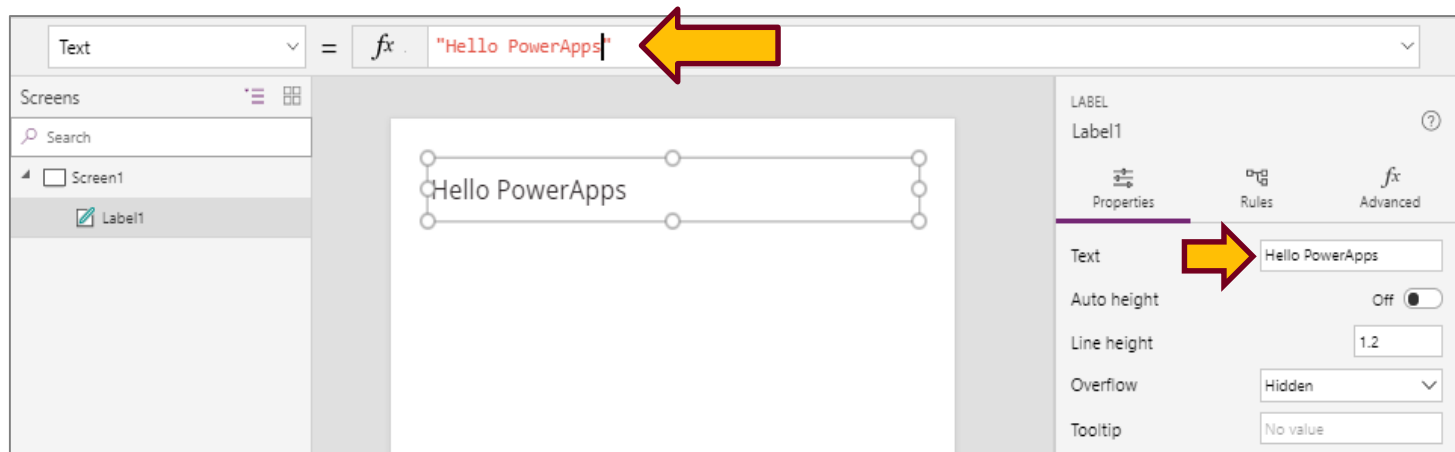 Text = fx "Hello PowerApps"
Screens
Search
Screen1
Label1
Hello PowerApps
LABEL
Label1
?
Properties Rules fx Advanced
Text Hello PowerApps
Auto height Off
Line height 1.2
Overflow Hidden
Tooltip No value